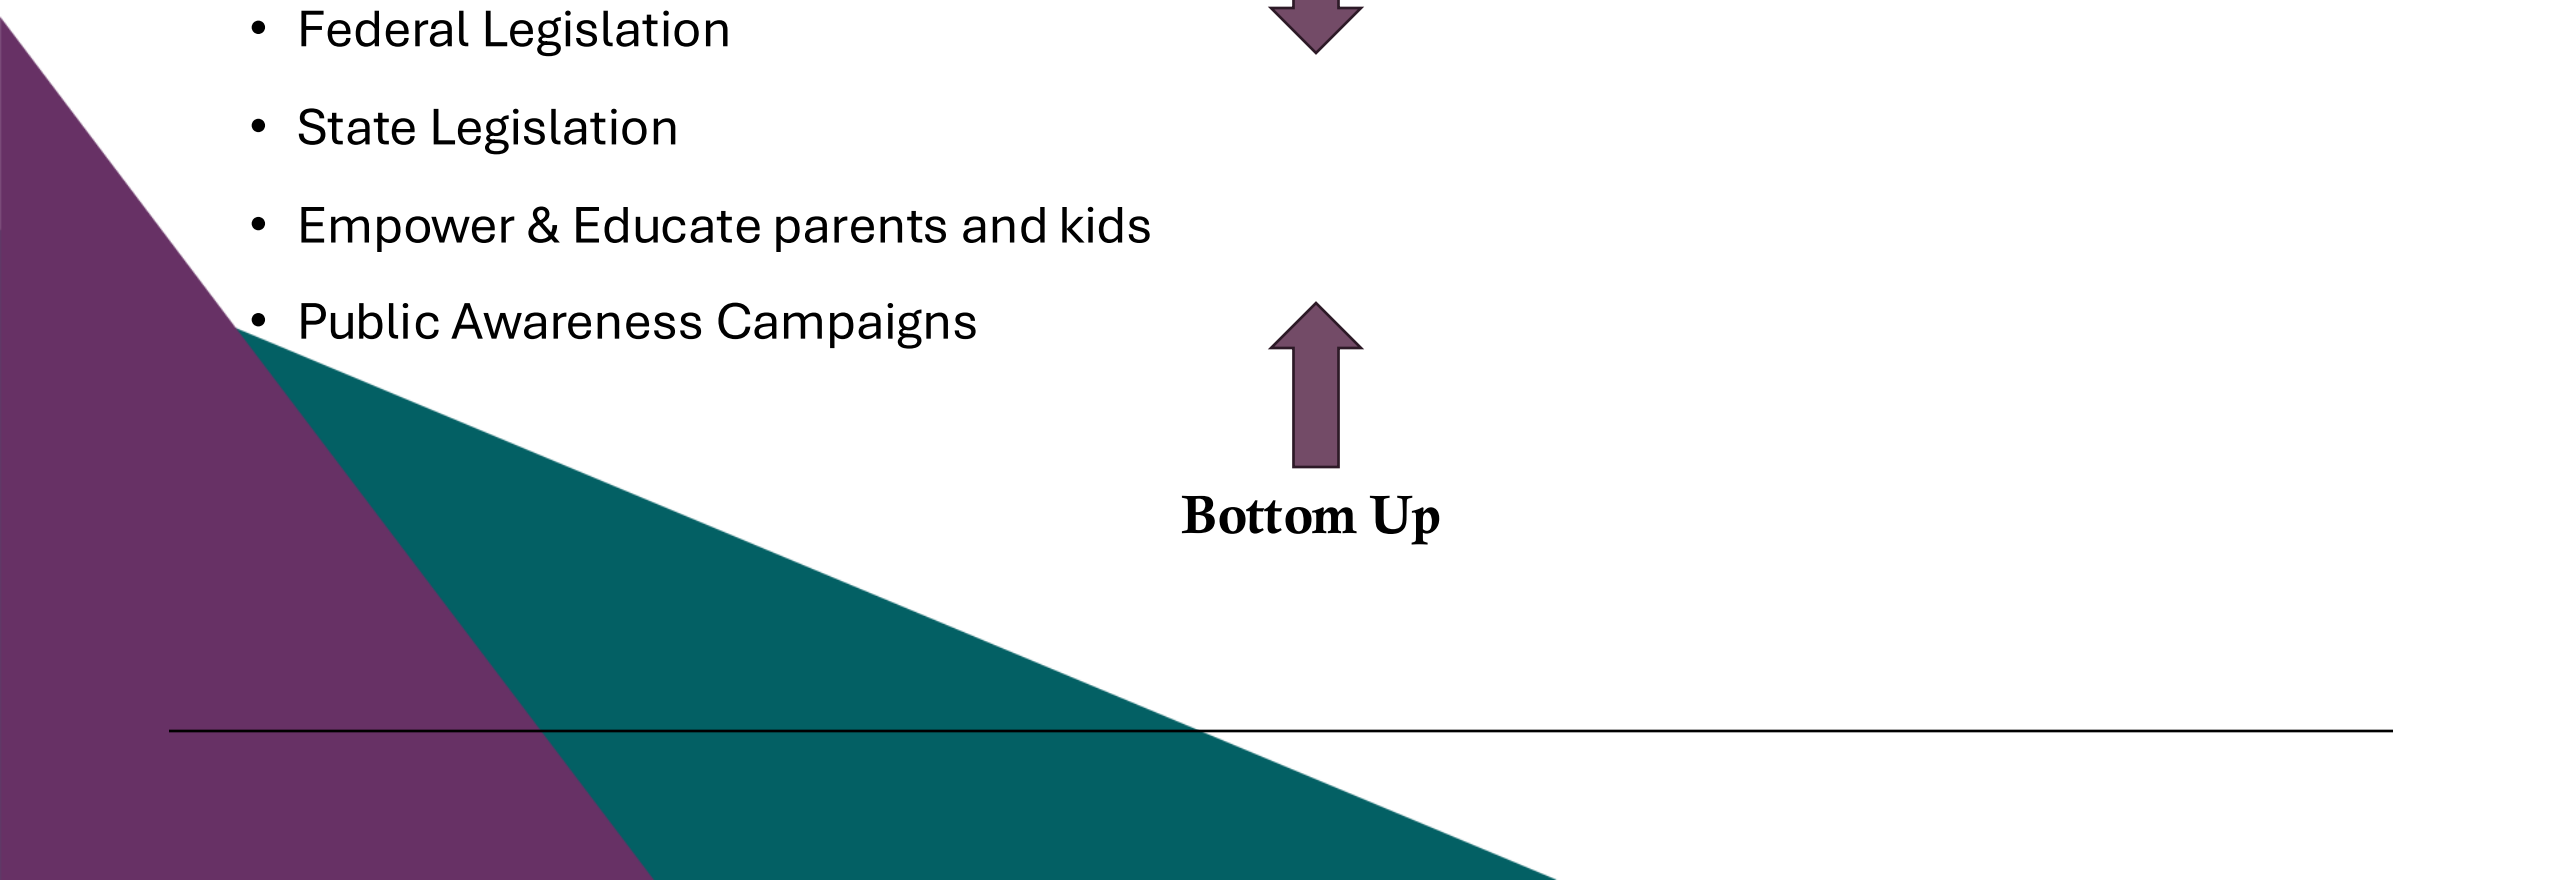 • Federal Legislation
• State Legislation
• Empower & Educate parents and kids
• Public Awareness Campaigns
Bottom Up